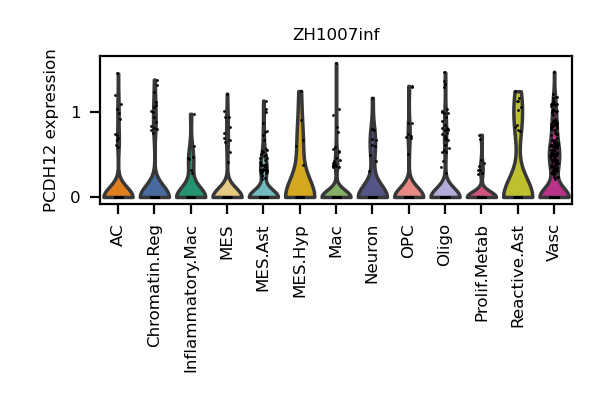 ZH1007inf
PCDH12 expression
1
0
AC
Chromatin.Reg
Inflammatory.Mac
MES
MES.Ast
MES.Hyp
Mac
Neuron
OPC
Oligo
Prolif.Metab
Reactive.Ast
Vasc